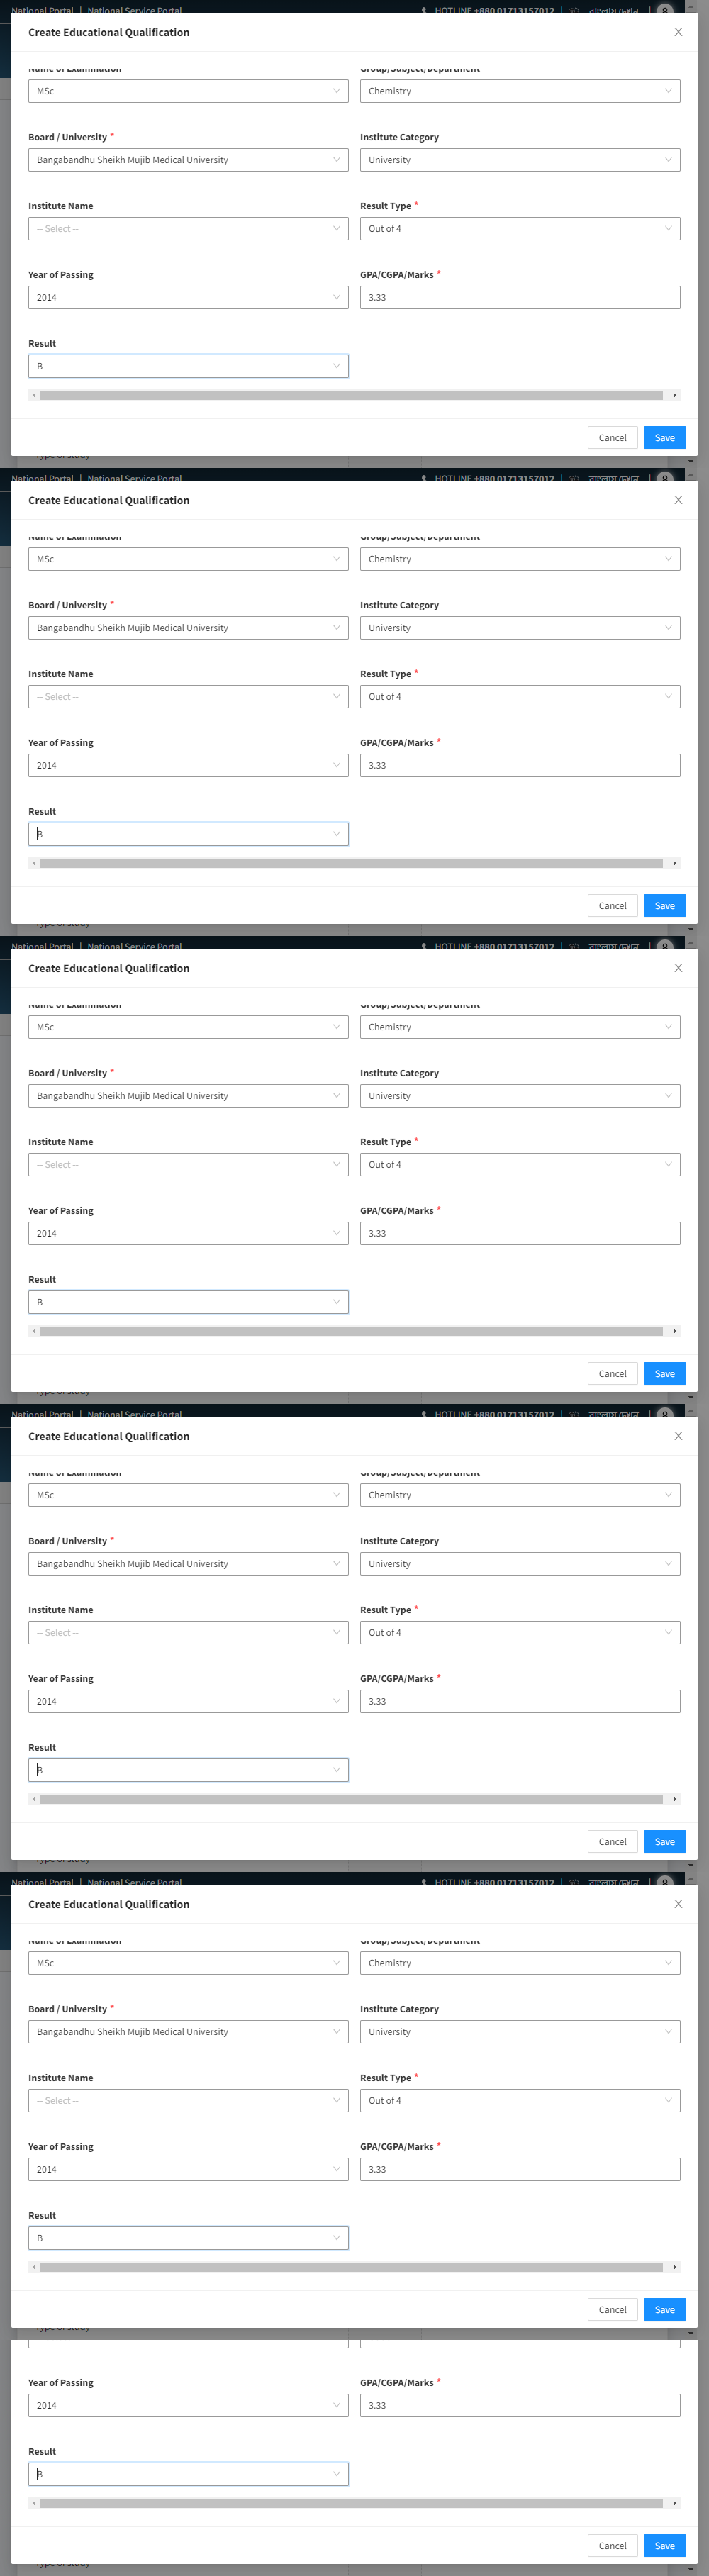 National Portal | National Service Portal HOTLINE +880 01713157012 | বাংলায় দেখুন |
Create Educational Qualification
Name of Examination Group/Subject/Department
MSc Chemistry
Board / University * Institute Category
Bangabandhu Sheikh Mujib Medical University University
Institute Name Result Type *
-- Select -- Out of 4
Year of Passing GPA/CGPA/Marks *
2014 3.33
Result
B
Cancel Save
Type of study
National Portal | National Service Portal HOTLINE +880 01713157012 | বাংলায় দেখুন |
Create Educational Qualification
Name of Examination Group/Subject/Department
MSc Chemistry
Board / University * Institute Category
Bangabandhu Sheikh Mujib Medical University University
Institute Name Result Type *
-- Select -- Out of 4
Year of Passing GPA/CGPA/Marks *
2014 3.33
Result
B
Cancel Save
Type of study
National Portal | National Service Portal HOTLINE +880 01713157012 | বাংলায় দেখুন |
Create Educational Qualification
Name of Examination Group/Subject/Department
MSc Chemistry
Board / University * Institute Category
Bangabandhu Sheikh Mujib Medical University University
Institute Name Result Type *
-- Select -- Out of 4
Year of Passing GPA/CGPA/Marks *
2014 3.33
Result
B
Cancel Save
Type of study
National Portal | National Service Portal HOTLINE +880 01713157012 | বাংলায় দেখুন |
Create Educational Qualification
Name of Examination Group/Subject/Department
MSc Chemistry
Board / University * Institute Category
Bangabandhu Sheikh Mujib Medical University University
Institute Name Result Type *
-- Select -- Out of 4
Year of Passing GPA/CGPA/Marks *
2014 3.33
Result
B
Cancel Save
Type of study
National Portal | National Service Portal HOTLINE +880 01713157012 | বাংলায় দেখুন |
Create Educational Qualification
Name of Examination Group/Subject/Department
MSc Chemistry
Board / University * Institute Category
Bangabandhu Sheikh Mujib Medical University University
Institute Name Result Type *
-- Select -- Out of 4
Year of Passing GPA/CGPA/Marks *
2014 3.33
Result
B
Cancel Save
Type of study
Year of Passing GPA/CGPA/Marks *
2014 3.33
Result
B
Cancel Save
Type of study